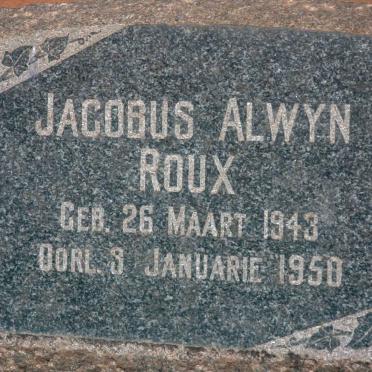 JACOBUS ALWYN
ROUX
GEB. 26 MAART 1943
OORL. 3 JANUARIE 1950